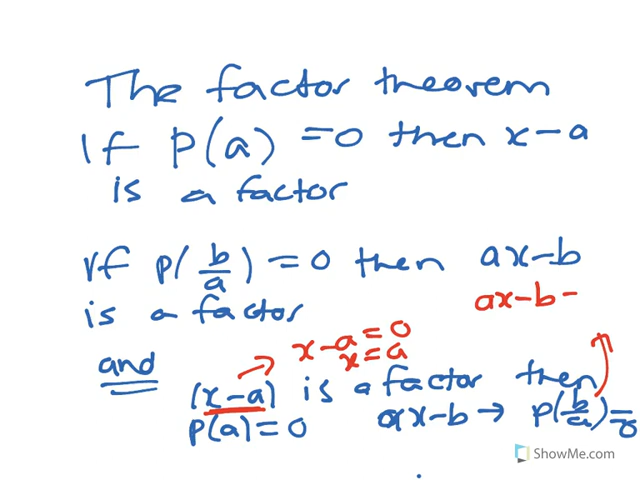 The factor theorem
If P(a) = 0 then x - a
is a factor
If P(b/a) = 0 then ax - b
is a factor
ax - b =
x - a = 0
x = a
and
(x - a) is a factor then
P(a) = 0
ax - b → P(b/a) = 0
ShowMe.com